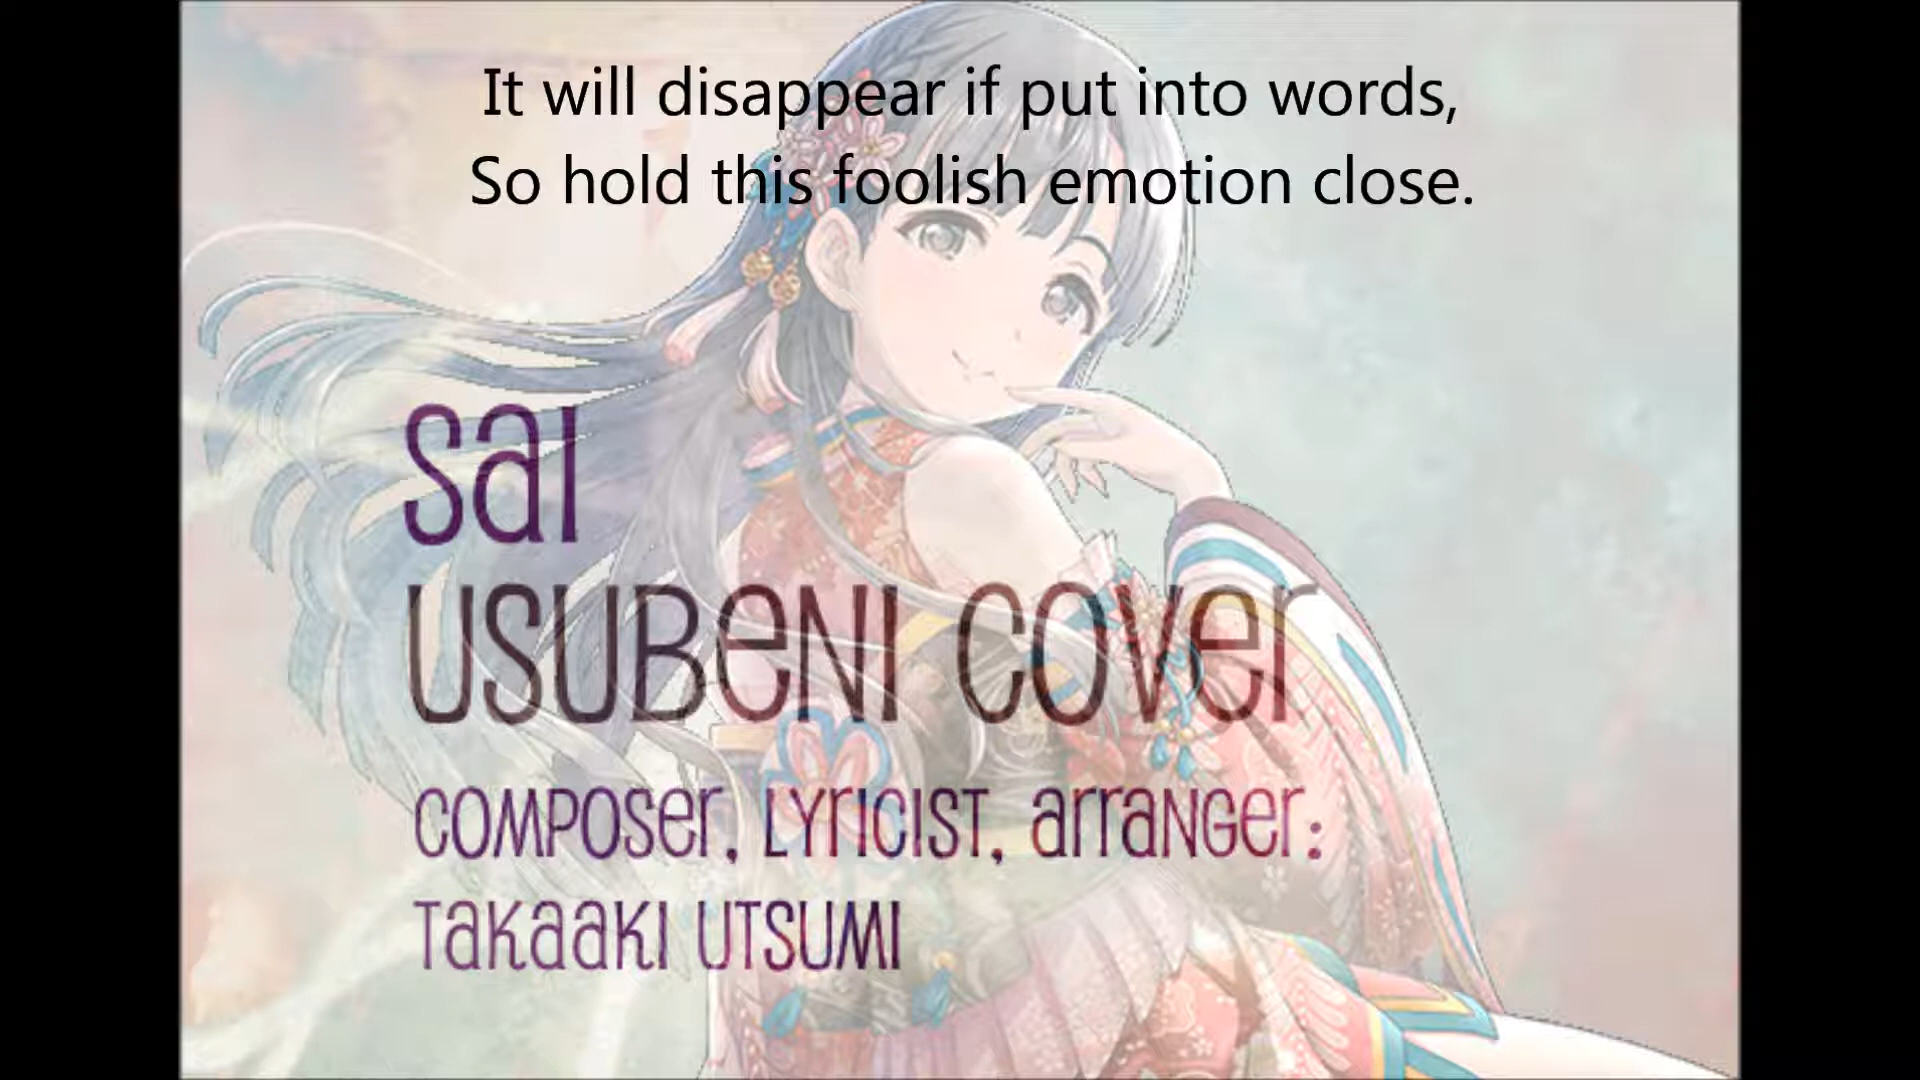 It will disappear if put into words,
So hold this foolish emotion close.
Sai
Usubeni Cover
Composer, Lyricist, Arranger:
Takaaki Utsumi